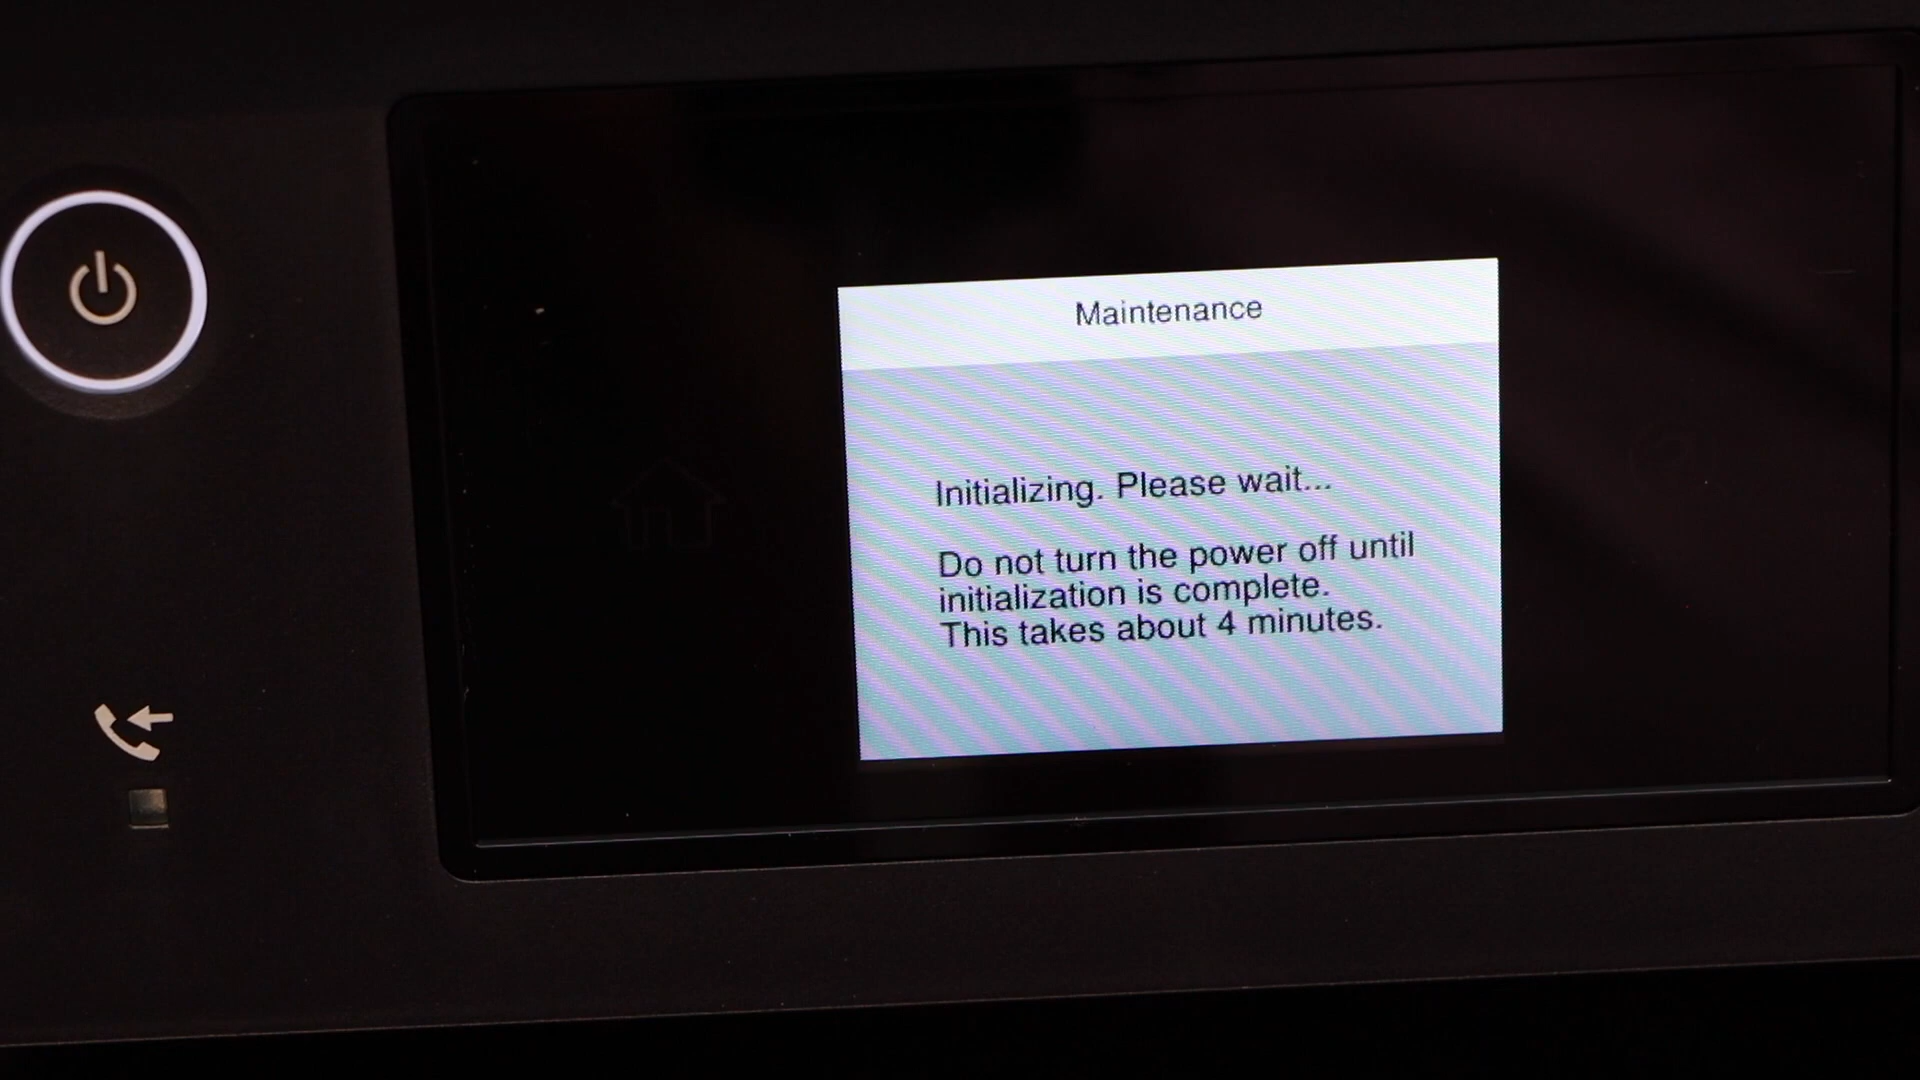 Maintenance
Initializing. Please wait...
Do not turn the power off until
initialization is complete.
This takes about 4 minutes.